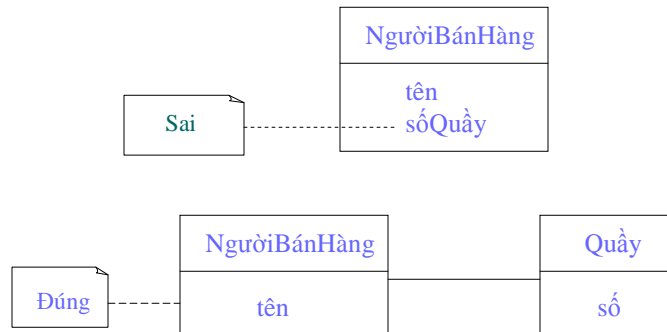 NgườiBánHàng
tên
Sai
sốQuầy
NgườiBánHàng
Quầy
Đúng
tên
số